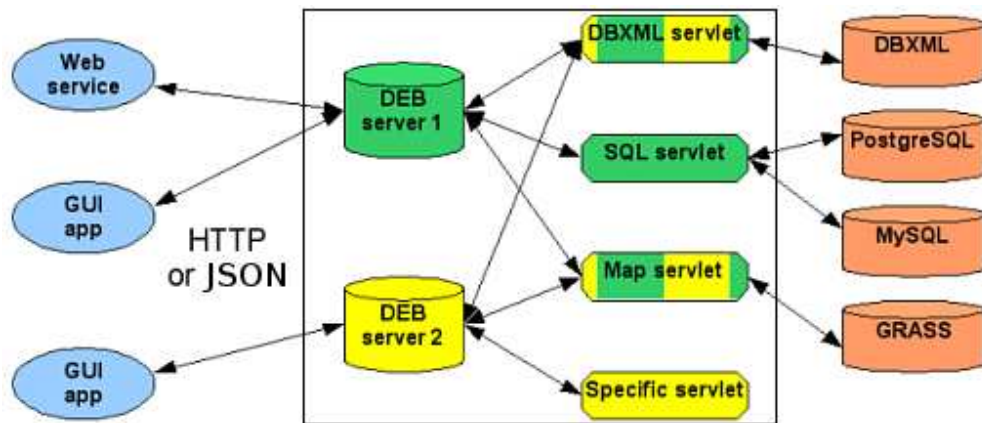 Web
service
GUI
app
HTTP
or JSON
GUI
app
DEB
server 1
DEB
server 2
DBXML servlet
SQL servlet
Map servlet
Specific servlet
DBXML
PostgreSQL
MySQL
GRASS